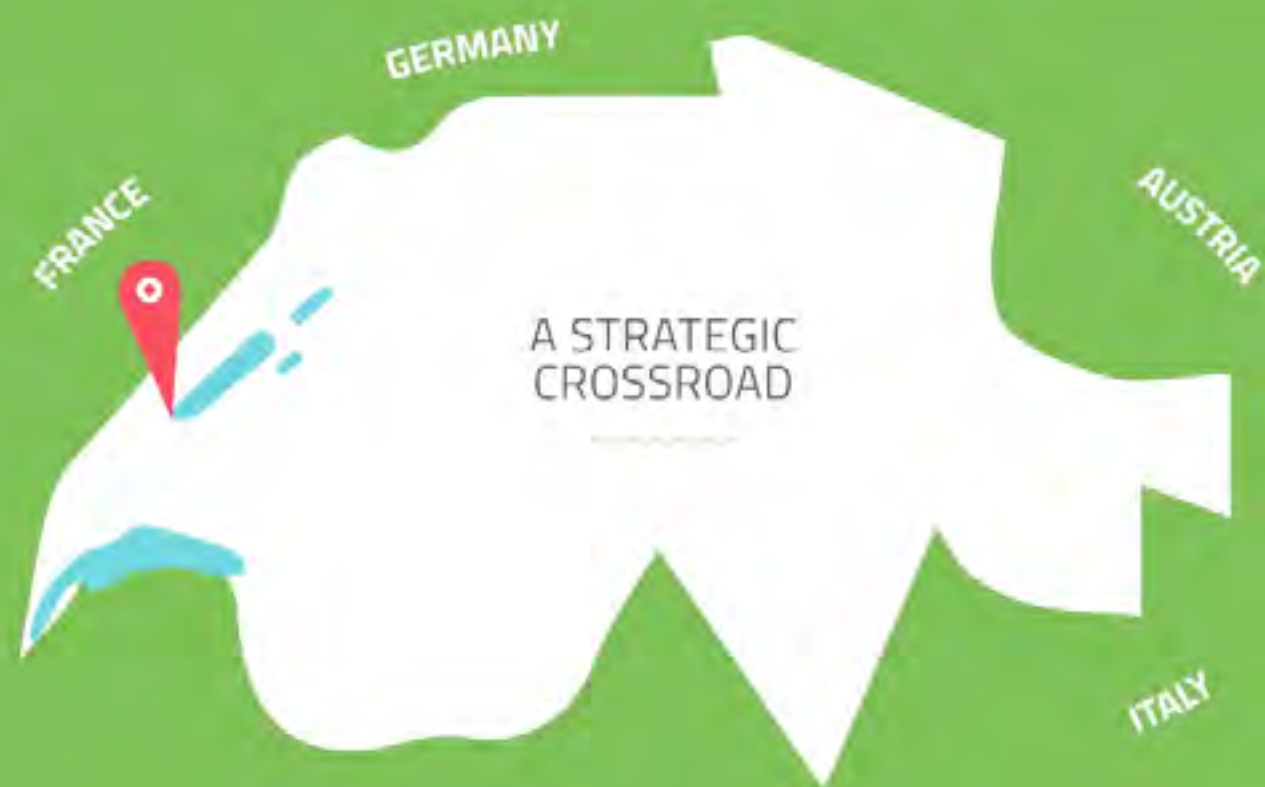 GERMANY
FRANCE
AUSTRIA
A STRATEGIC
CROSSROAD
ITALY